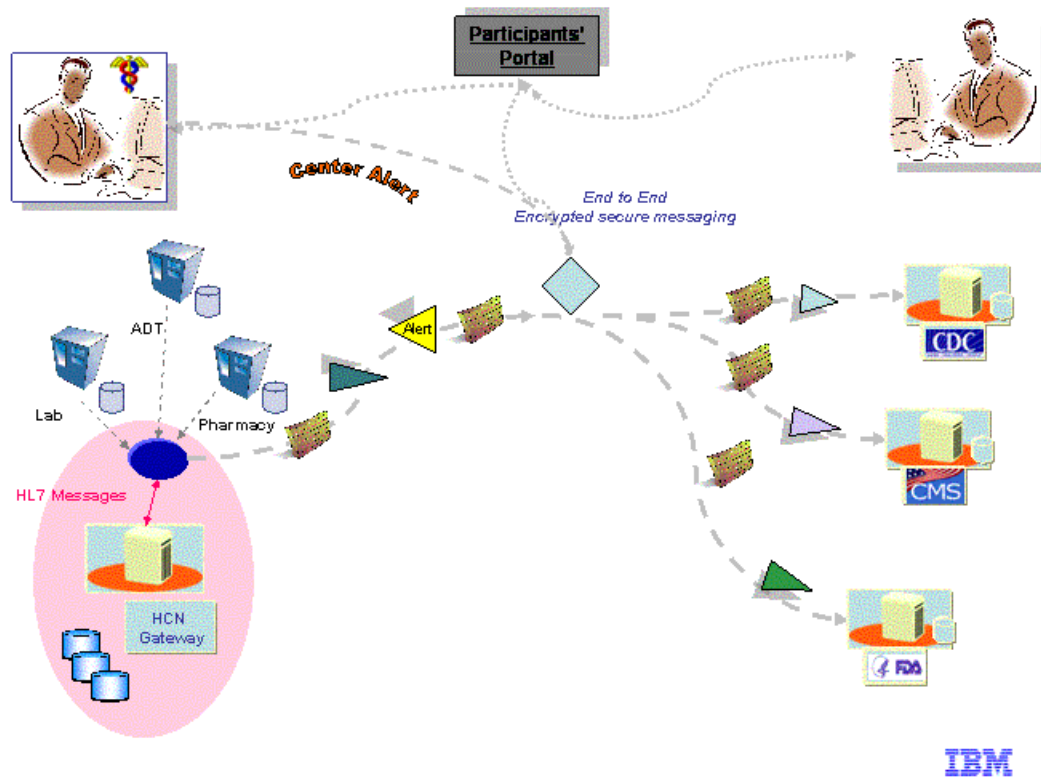 Participants'
Portal
Center Alert
End to End
Encrypted secure messaging
ADT
Alert
CDC
Lab
Pharmacy
HL7 Messages
CMS
HCN
Gateway
FDA
IBM